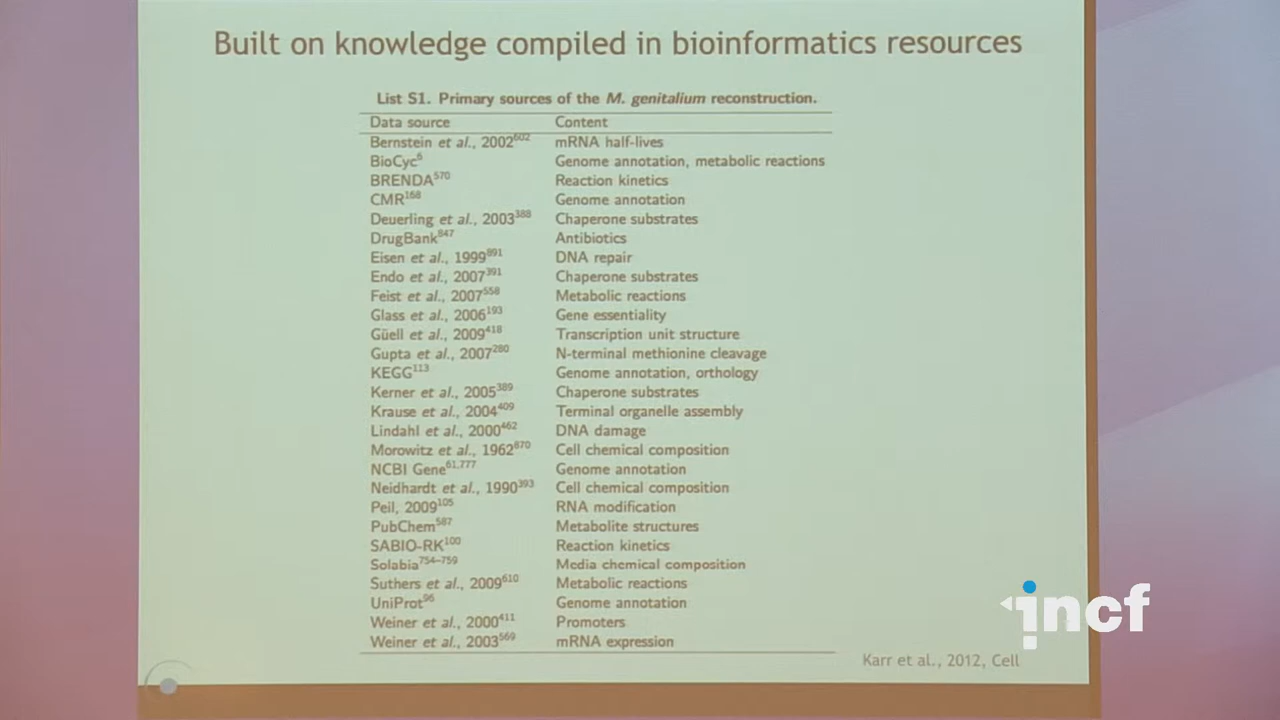 Built on knowledge compiled in bioinformatics resources
List S1. Primary sources of the M. genitalium reconstruction.
Data source Content
Bernstein et al., 2002602 mRNA half-lives
BioCyc6 Genome annotation, metabolic reactions
BRENDA570 Reaction kinetics
CMR168 Genome annotation
Deuerling et al., 2003388 Chaperone substrates
DrugBank847 Antibiotics
Eisen et al., 1999891 DNA repair
Endo et al., 2007391 Chaperone substrates
Feist et al., 2007558 Metabolic reactions
Glass et al., 2006193 Gene essentiality
Güell et al., 2009418 Transcription unit structure
Gupta et al., 2007280 N-terminal methionine cleavage
KEGG113 Genome annotation, orthology
Kerner et al., 2005389 Chaperone substrates
Krause et al., 2004409 Terminal organelle assembly
Lindahl et al., 2000462 DNA damage
Morowitz et al., 1962870 Cell chemical composition
NCBI Gene61,777 Genome annotation
Neidhardt et al., 1990393 Cell chemical composition
Peil, 2009105 RNA modification
PubChem587 Metabolite structures
SABIO-RK100 Reaction kinetics
Solabia754–759 Media chemical composition
Suthers et al., 2009610 Metabolic reactions
UniProt96 Genome annotation
Weiner et al., 2000411 Promoters
Weiner et al., 2003569 mRNA expression
incf
Karr et al., 2012, Cell